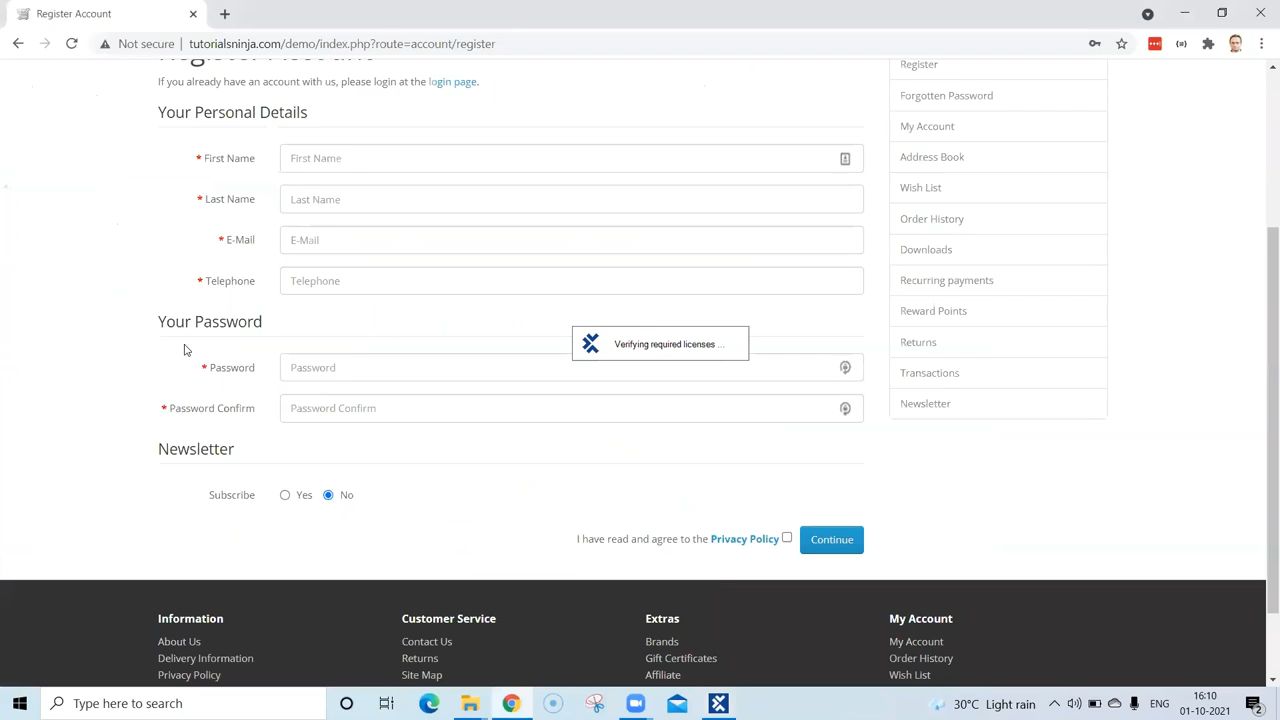 Register Account
Not secure
tutorialsninja.com/demo/index.php?route=account/register
Register Account
If you already have an account with us, please login at the login page.
Your Personal Details
* First Name
First Name
* Last Name
Last Name
* E-Mail
E-Mail
* Telephone
Telephone
Your Password
Verifying required licenses ...
* Password
Password
* Password Confirm
Password Confirm
Newsletter
Subscribe
Yes
No
I have read and agree to the Privacy Policy
Continue
Register
Forgotten Password
My Account
Address Book
Wish List
Order History
Downloads
Recurring payments
Reward Points
Returns
Transactions
Newsletter
Information
About Us
Delivery Information
Privacy Policy
Customer Service
Contact Us
Returns
Site Map
Extras
Brands
Gift Certificates
Affiliate
My Account
My Account
Order History
Wish List
Type here to search
30°C Light rain
ENG
16:10
01-10-2021
2